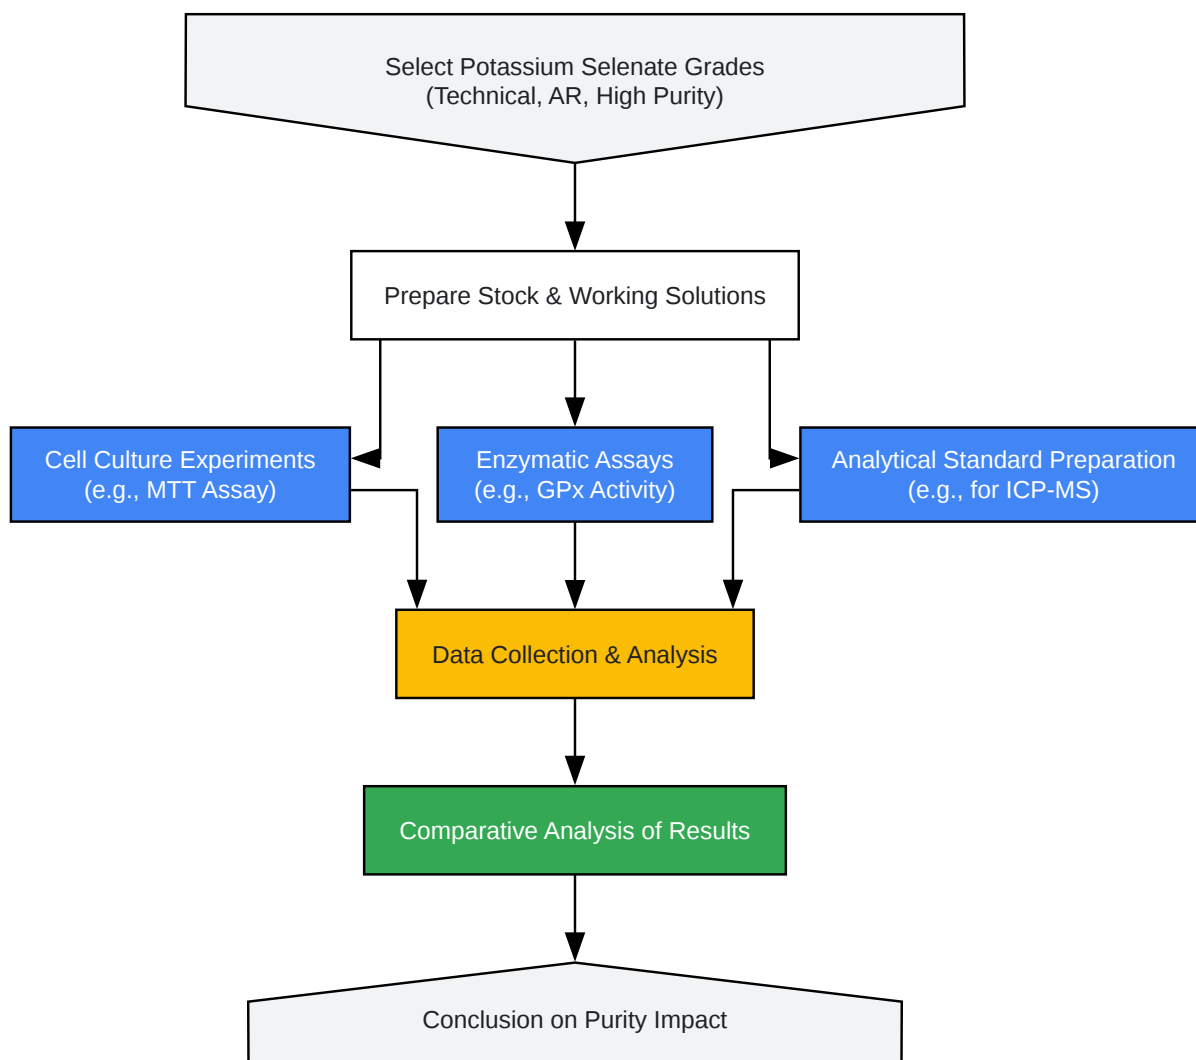 Select Potassium Selenate Grades
(Technical, AR, High Purity)
Prepare Stock & Working Solutions
Cell Culture Experiments
(e.g., MTT Assay)
Enzymatic Assays
(e.g., GPx Activity)
Analytical Standard Preparation
(e.g., for ICP-MS)
Data Collection & Analysis
Comparative Analysis of Results
Conclusion on Purity Impact